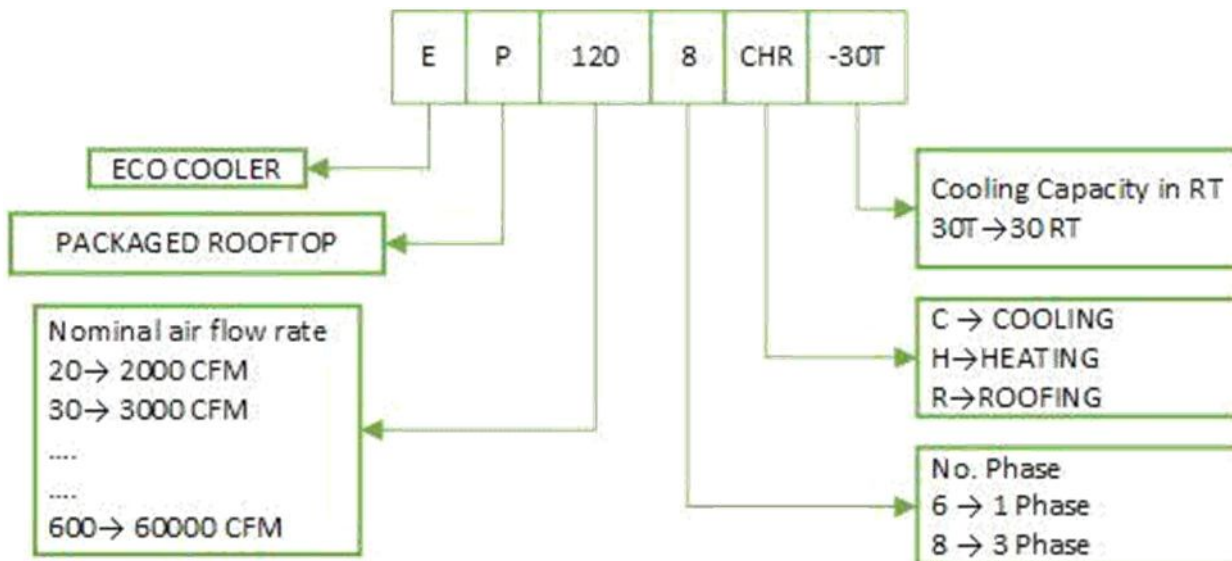 E P 120 8 CHR -30T
ECO COOLER
PACKAGED ROOFTOP
Nominal air flow rate
20→ 2000 CFM
30→ 3000 CFM
....
....
600→ 60000 CFM
Cooling Capacity in RT
30T→30 RT
C → COOLING
H→HEATING
R→ROOFING
No. Phase
6 → 1 Phase
8 → 3 Phase